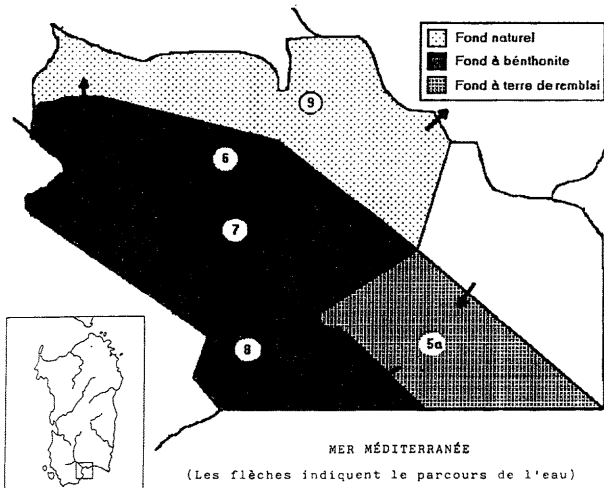 Fond naturel
Fond à bénthonite
Fond à terre de remblai
9
6
7
8
5a
MER MÉDITERRANÉE
(Les flèches indiquent le parcours de l'eau)